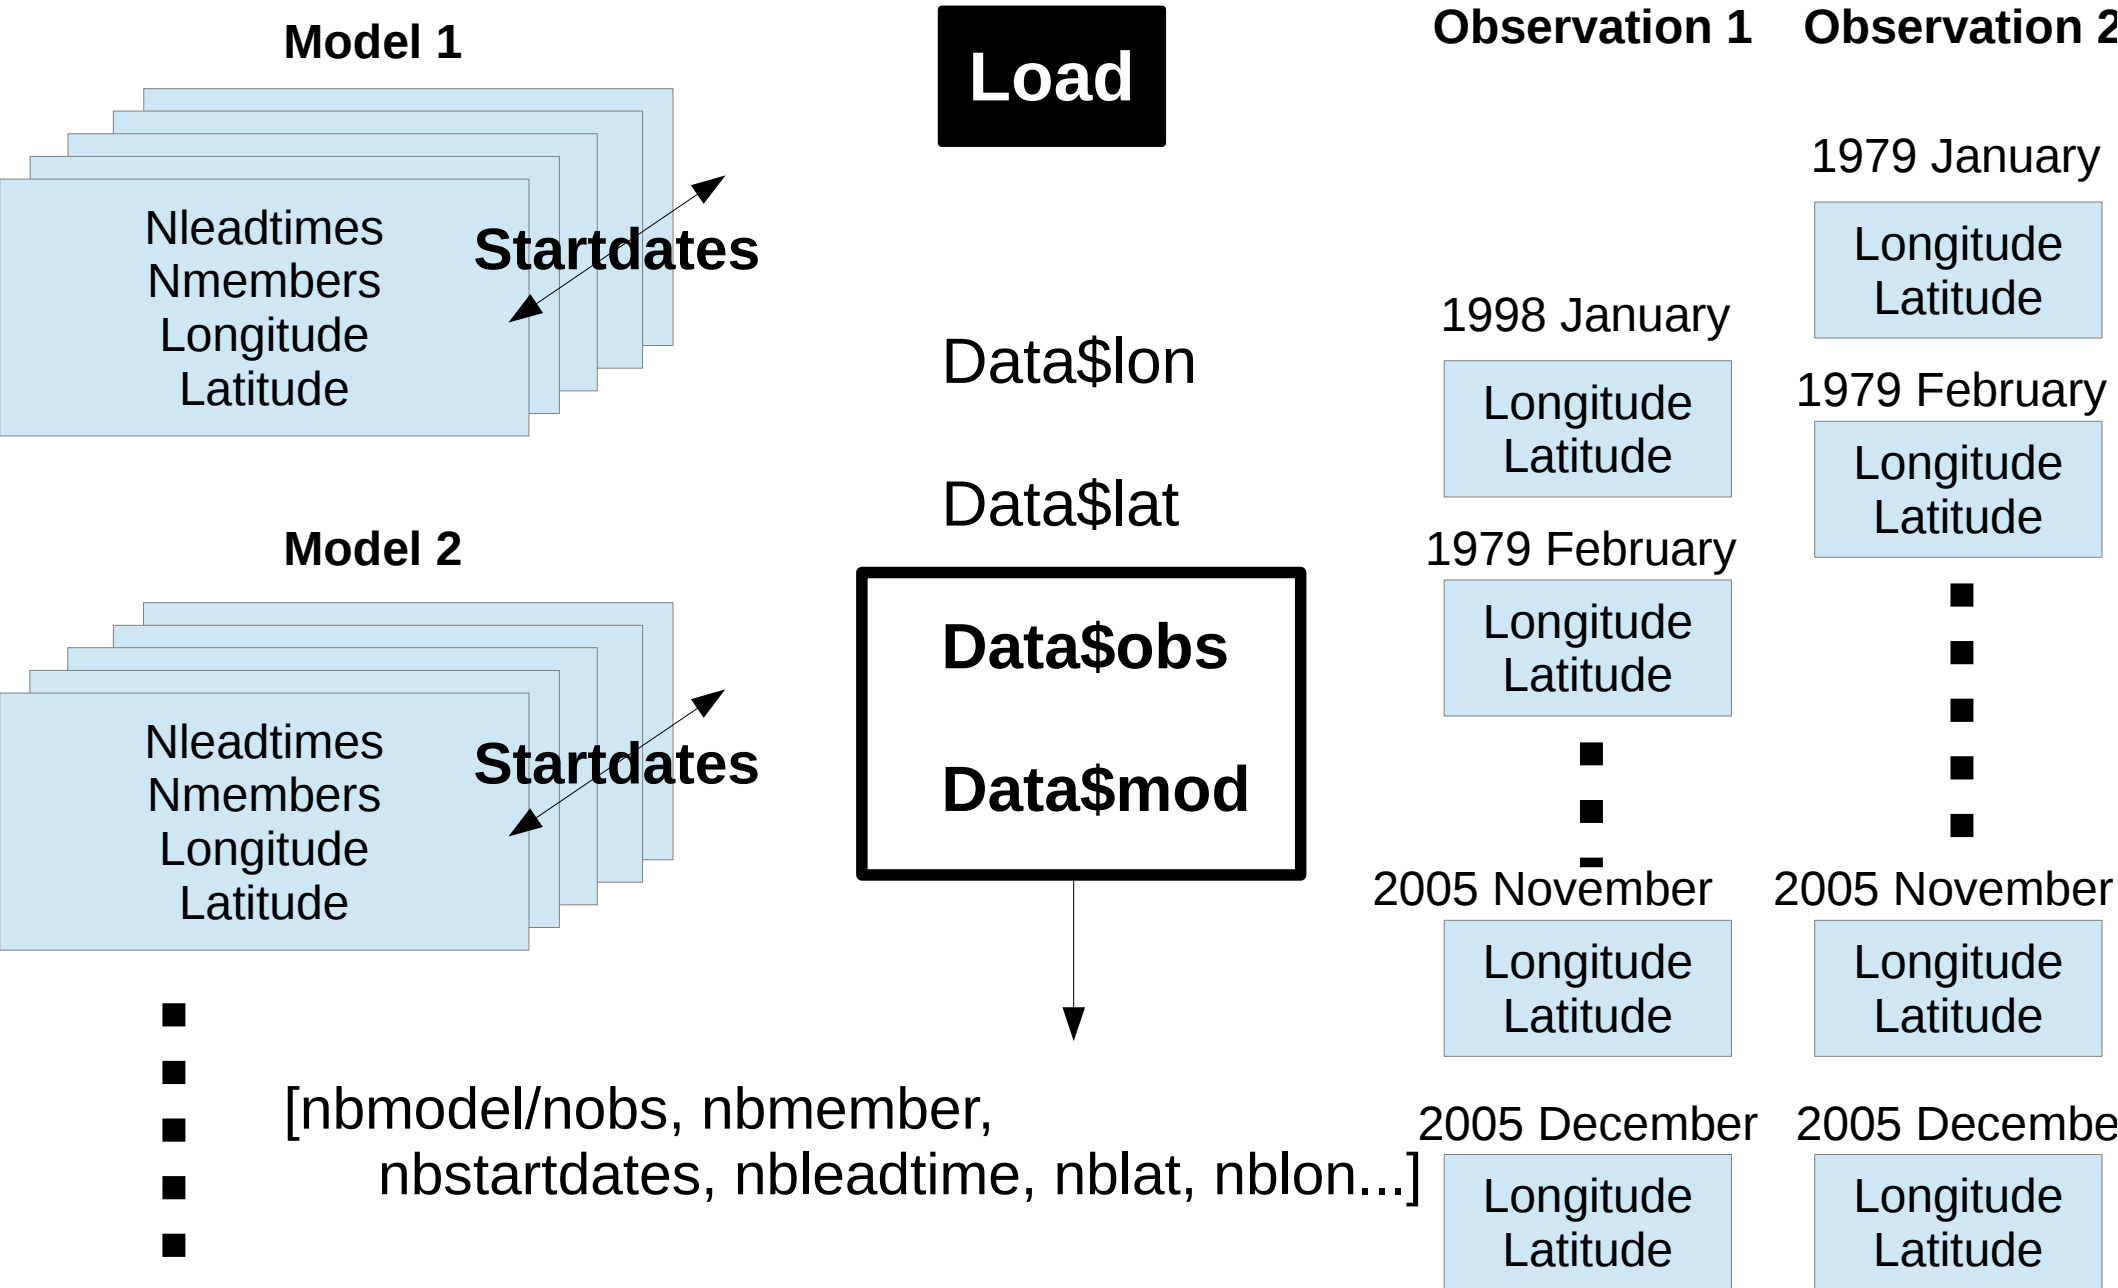 Model 1
Nleadtimes
Nmembers
Longitude
Latitude
Startdates
Model 2
Nleadtimes
Nmembers
Longitude
Latitude
Startdates
Load
Data$lon
Data$lat
Data$obs
Data$mod
[nbmodel/nobs, nbmember,
nbstartdates, nbleadtime, nblat, nblon...]
Observation 1
1998 January
Longitude
Latitude
1979 February
Longitude
Latitude
2005 November
Longitude
Latitude
2005 December
Longitude
Latitude
Observation 2
1979 January
Longitude
Latitude
1979 February
Longitude
Latitude
2005 November
Longitude
Latitude
2005 Decembe
Longitude
Latitude